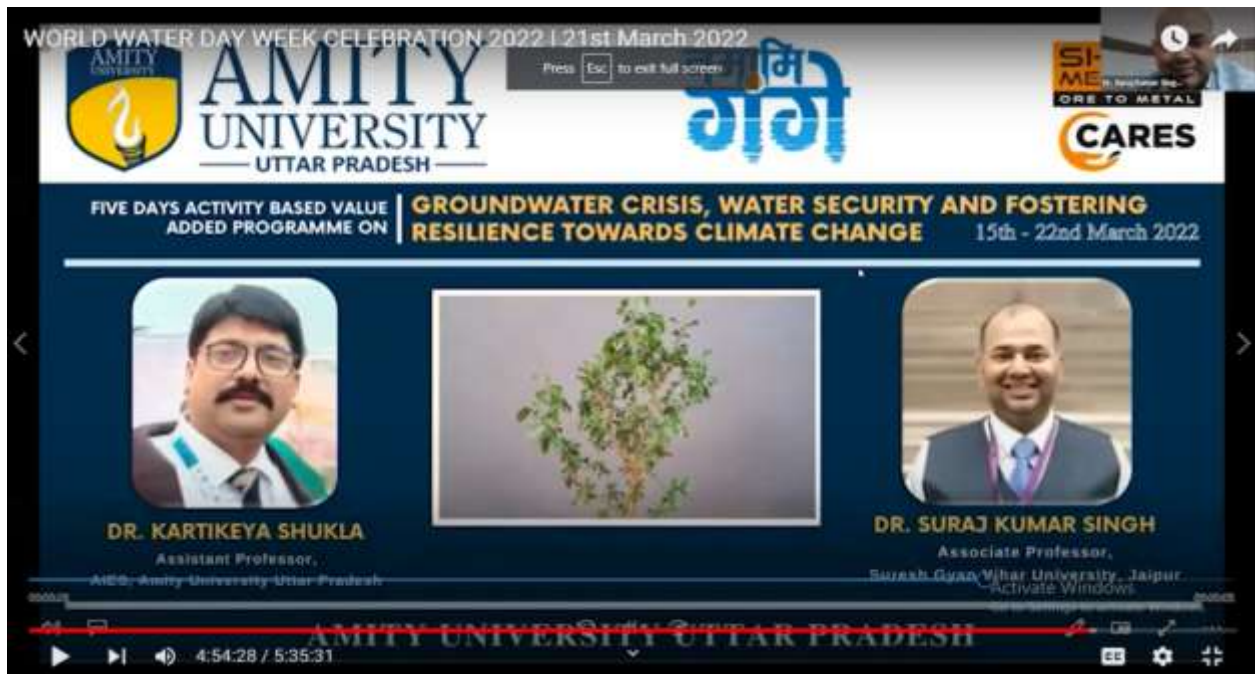 WORLD WATER DAY WEEK CELEBRATION 2022 | 21st March 2022
Press Esc to exit full screen
AMITY
UNIVERSITY
AMITY
UNIVERSITY
UTTAR PRADESH
नमामि
गंगे
ORE TO METAL
CARES
FIVE DAYS ACTIVITY BASED VALUE
ADDED PROGRAMME ON
GROUNDWATER CRISIS, WATER SECURITY AND FOSTERING
RESILIENCE TOWARDS CLIMATE CHANGE
15th - 22nd March 2022
DR. KARTIKEYA SHUKLA
Assistant Professor,
AIES, Amity University Uttar Pradesh
DR. SURAJ KUMAR SINGH
Associate Professor,
Suresh Gyan Vihar University, Jaipur
Activate Windows
AMITY UNIVERSITY UTTAR PRADESH
4:54:28 / 5:35:31
CC